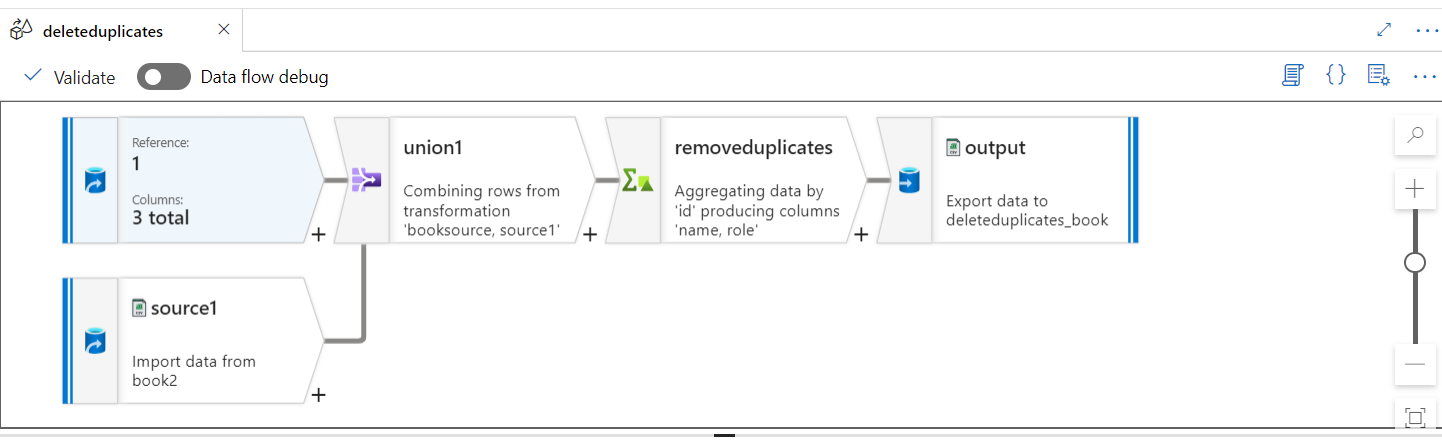 deleteduplicates
Validate
Data flow debug
Reference:
1
Columns:
3 total
union1
Combining rows from
transformation
'booksource, source1'
removeduplicates
Aggregating data by
'id' producing columns
'name, role'
output
Export data to
deleteduplicates_book
source1
Import data from
book2